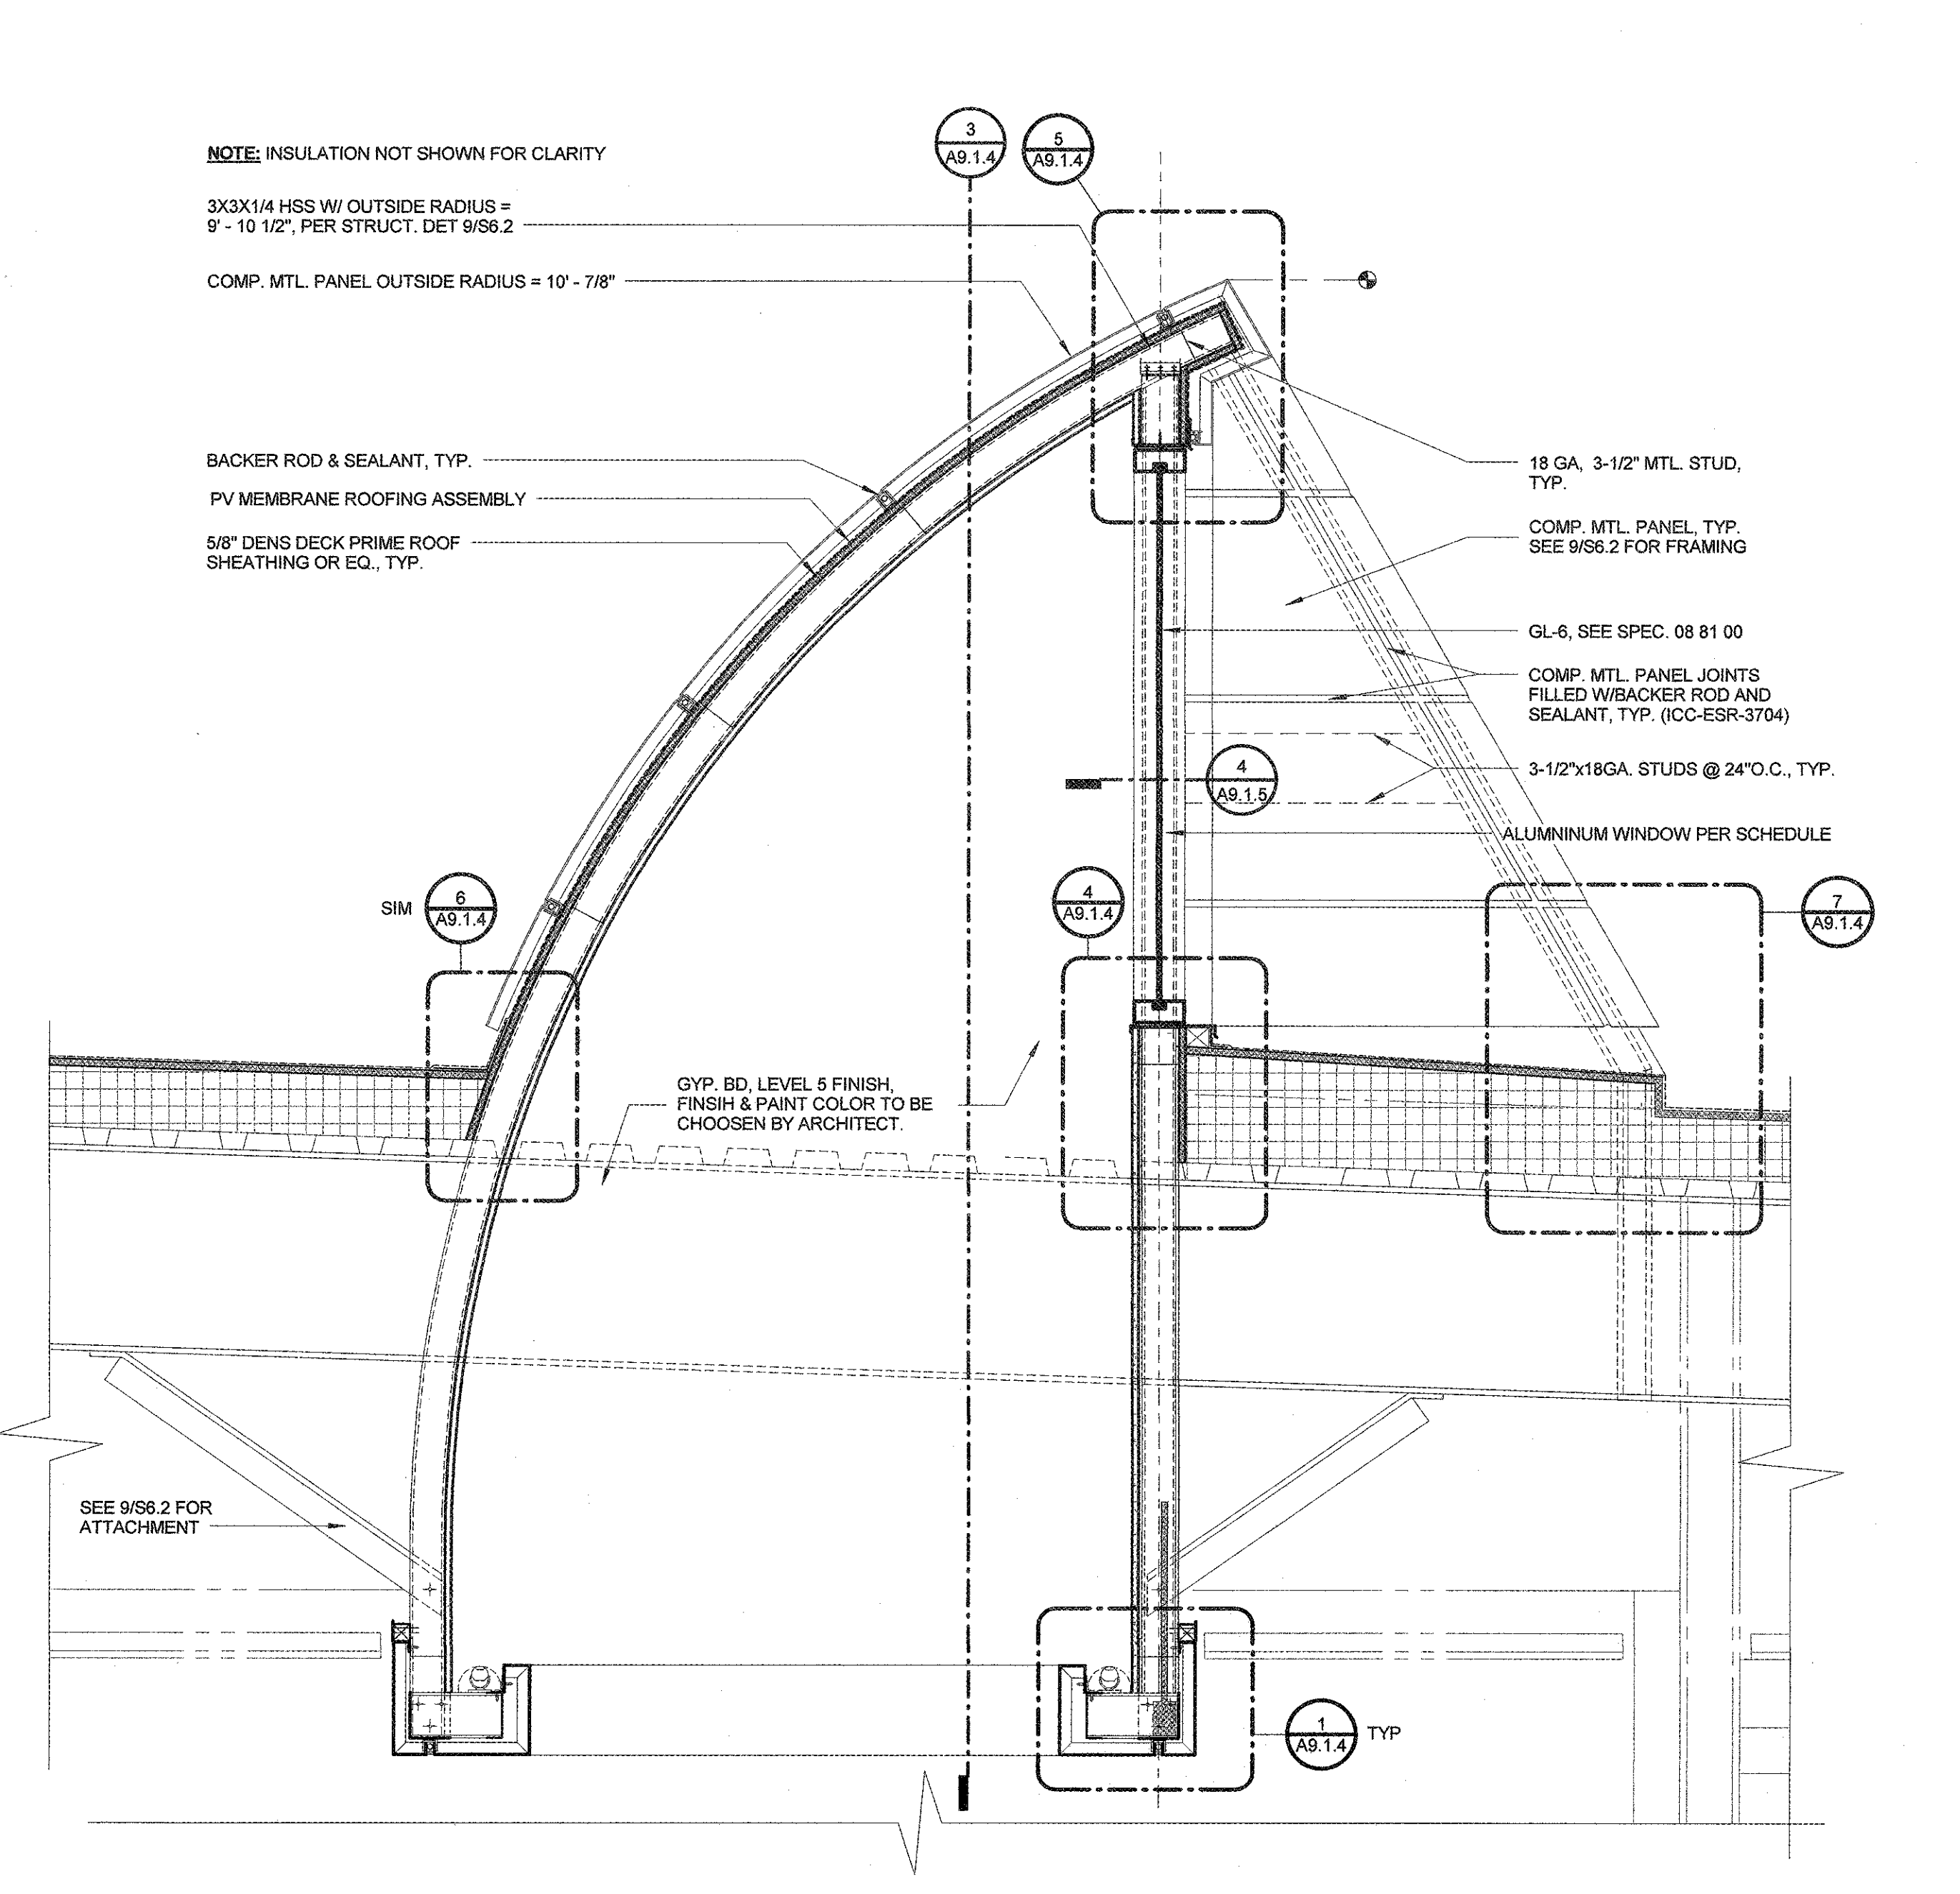 3
A9.1.4
5
A9.1.4
NOTE: INSULATION NOT SHOWN FOR CLARITY
3X3X1/4 HSS W/ OUTSIDE RADIUS =
9' - 10 1/2", PER STRUCT. DET 9/S6.2
COMP. MTL. PANEL OUTSIDE RADIUS = 10' - 7/8"
BACKER ROD & SEALANT, TYP.
PV MEMBRANE ROOFING ASSEMBLY
5/8" DENS DECK PRIME ROOF
SHEATHING OR EQ., TYP.
18 GA, 3-1/2" MTL. STUD,
TYP.
COMP. MTL. PANEL, TYP.
SEE 9/S6.2 FOR FRAMING
GL-6, SEE SPEC. 08 81 00
COMP. MTL. PANEL JOINTS
FILLED W/BACKER ROD AND
SEALANT, TYP. (ICC-ESR-3704)
3-1/2"x18GA. STUDS @ 24"O.C., TYP.
4
A9.1.5
ALUMNINUM WINDOW PER SCHEDULE
SIM
6
A9.1.4
4
A9.1.4
7
A9.1.4
GYP. BD, LEVEL 5 FINISH,
FINSIH & PAINT COLOR TO BE
CHOOSEN BY ARCHITECT.
SEE 9/S6.2 FOR
ATTACHMENT
1
A9.1.4
TYP